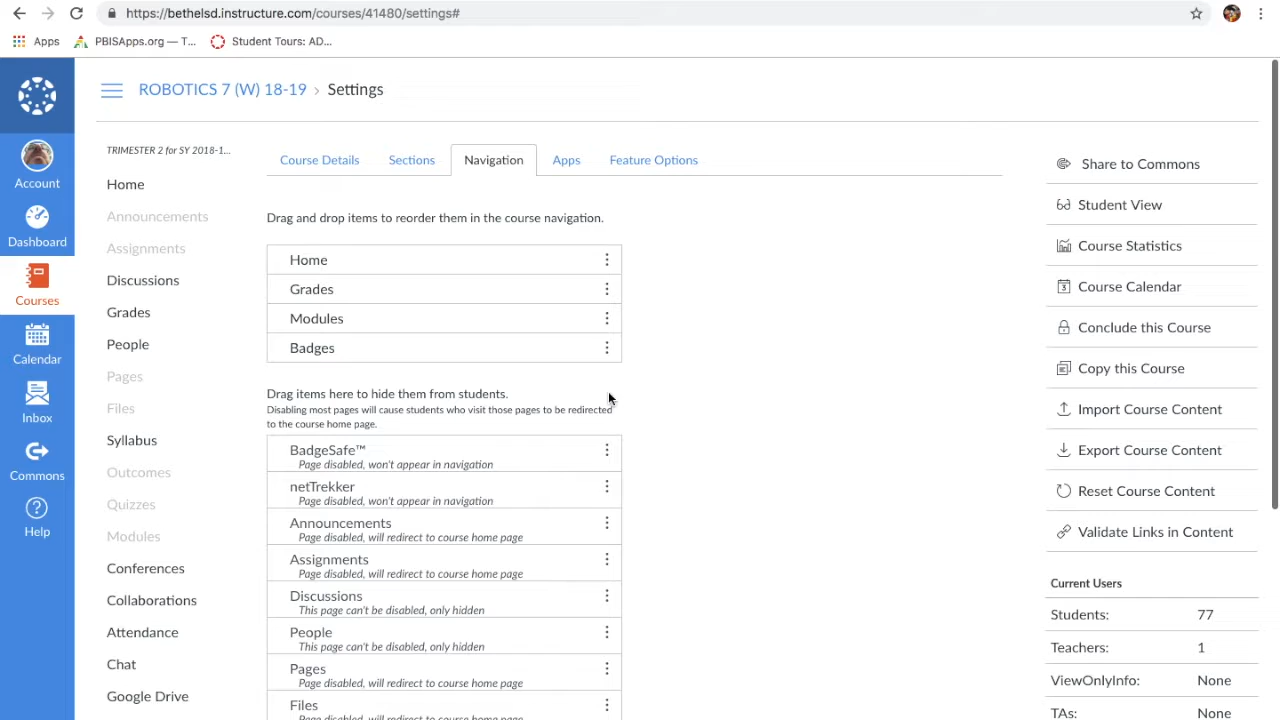 https://bethelsd.instructure.com/courses/41480/settings#
Apps
PBISApps.org — T...
Student Tours: AD...
ROBOTICS 7 (W) 18-19 › Settings
Account
Dashboard
Courses
Calendar
Inbox
Commons
Help
TRIMESTER 2 for SY 2018-1...
Home
Announcements
Assignments
Discussions
Grades
People
Pages
Files
Syllabus
Outcomes
Quizzes
Modules
Conferences
Collaborations
Attendance
Chat
Google Drive
Course Details
Sections
Navigation
Apps
Feature Options
Drag and drop items to reorder them in the course navigation.
Home
Grades
Modules
Badges
Drag items here to hide them from students.
Disabling most pages will cause students who visit those pages to be redirected
to the course home page.
BadgeSafe™
Page disabled, won't appear in navigation
netTrekker
Page disabled, won't appear in navigation
Announcements
Page disabled, will redirect to course home page
Assignments
Page disabled, will redirect to course home page
Discussions
This page can't be disabled, only hidden
People
This page can't be disabled, only hidden
Pages
Page disabled, will redirect to course home page
Files
Page disabled, will redirect to course home page
Share to Commons
Student View
Course Statistics
3
Course Calendar
Conclude this Course
Copy this Course
Import Course Content
Export Course Content
Reset Course Content
Validate Links in Content
Current Users
Students: 77
Teachers: 1
ViewOnlyInfo: None
TAs: None